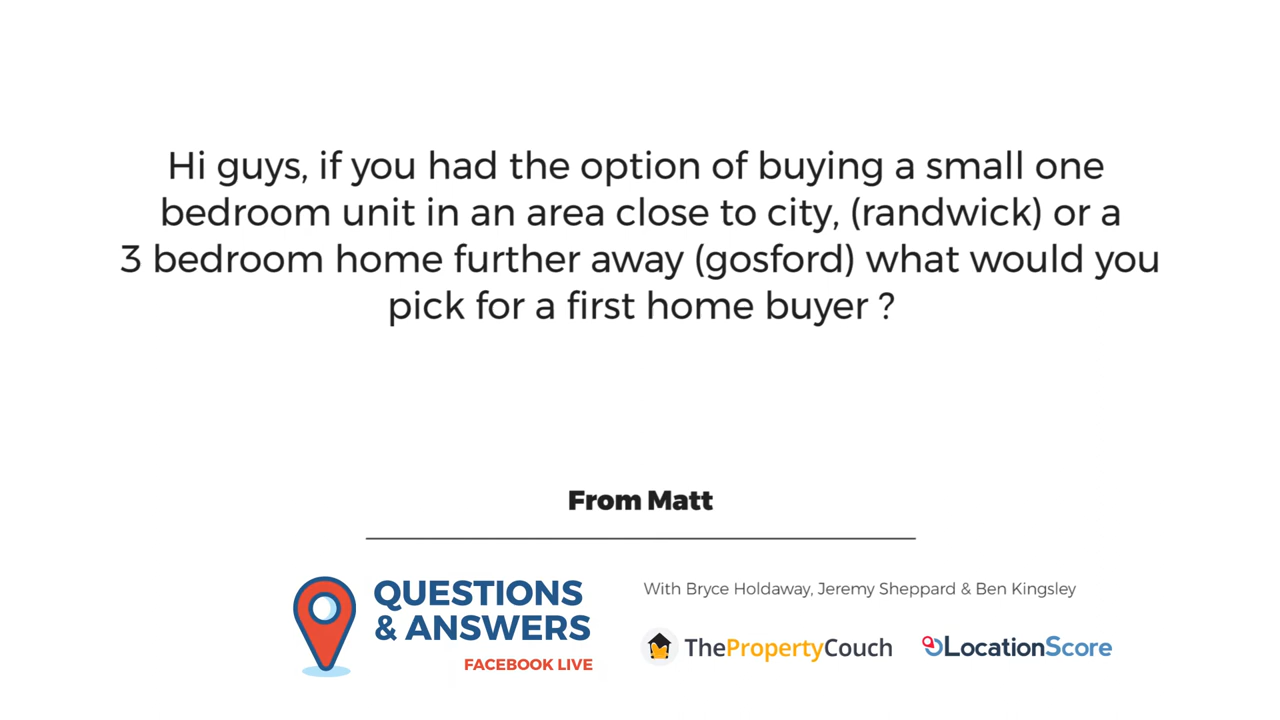 Hi guys, if you had the option of buying a small one
bedroom unit in an area close to city, (randwick) or a
3 bedroom home further away (gosford) what would you
pick for a first home buyer ?
From Matt
QUESTIONS
& ANSWERS
FACEBOOK LIVE
With Bryce Holdaway, Jeremy Sheppard & Ben Kingsley
ThePropertyCouch
LocationScore